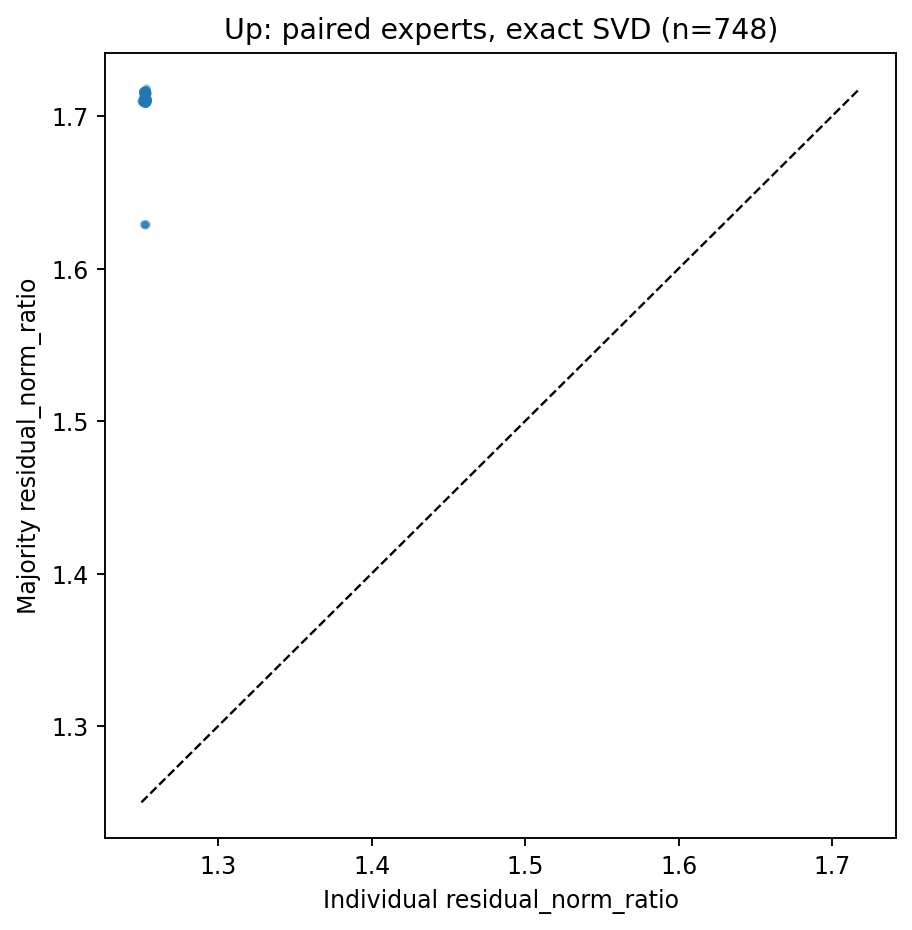 Up: paired experts, exact SVD (n=748)
Majority residual_norm_ratio
1.7
1.6
1.5
1.4
1.3
1.3 1.4 1.5 1.6 1.7
Individual residual_norm_ratio